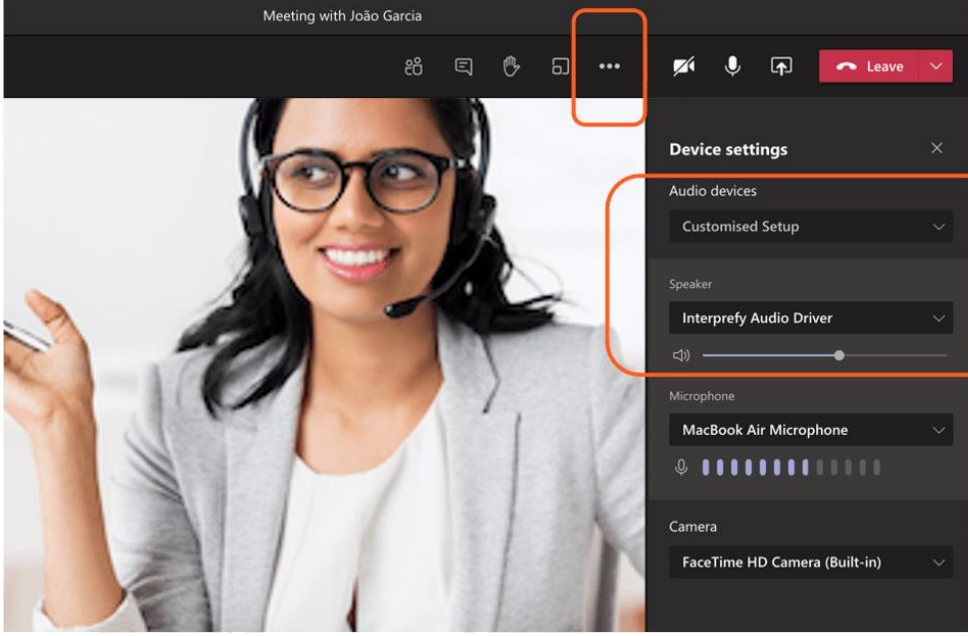 Meeting with João Garcia
Leave
Device settings
Audio devices
Customised Setup
Speaker
Interprefy Audio Driver
Microphone
MacBook Air Microphone
Camera
FaceTime HD Camera (Built-in)